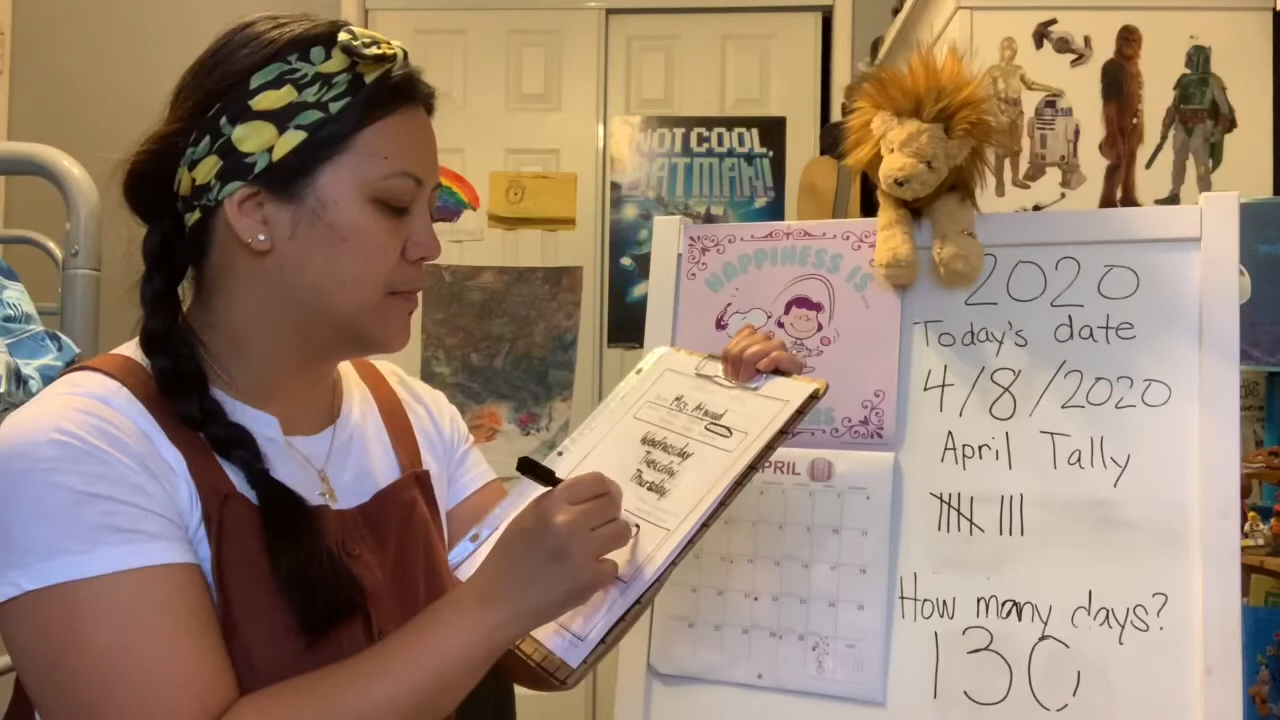 NOT COOL,
BATMAN!
HAPPINESS IS...
Mrs. Atwood
Wednesday
Tuesday
Thursday
APRIL
2020
Today's date
4/8/2020
April Tally
How many days?
130